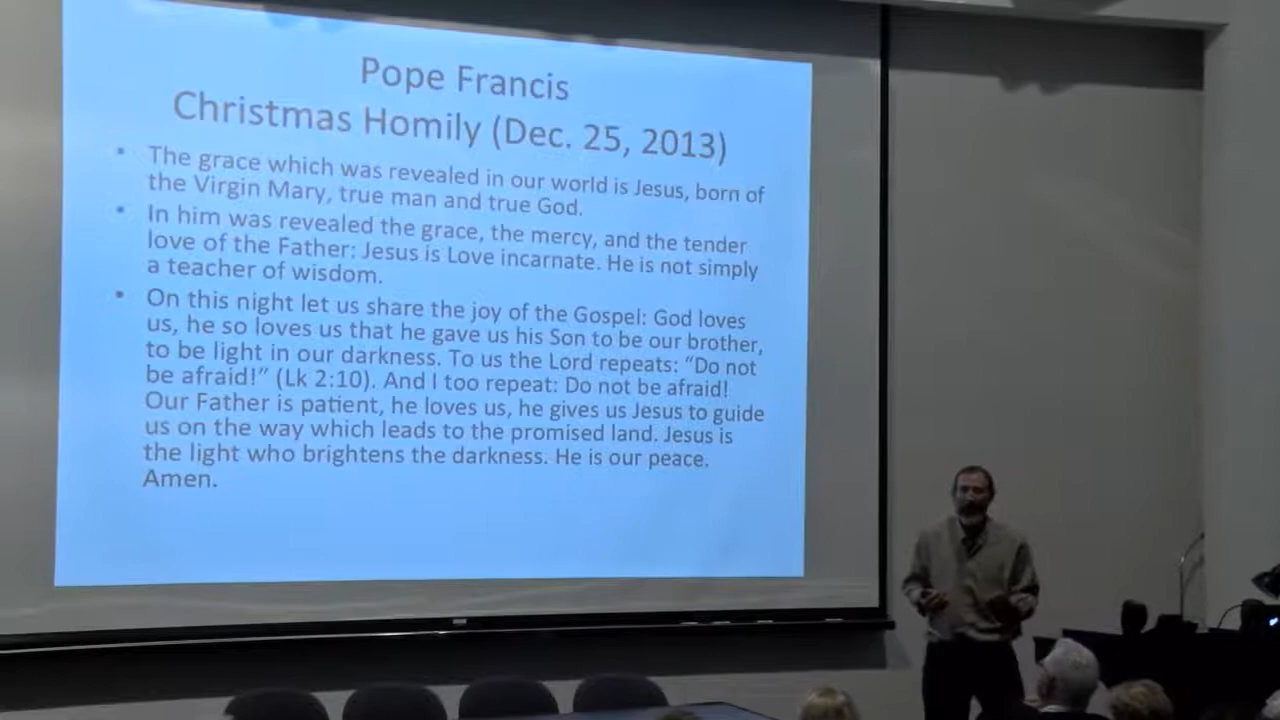 Pope Francis
Christmas Homily (Dec. 25, 2013)
• The grace which was revealed in our world is Jesus, born of
the Virgin Mary, true man and true God.
• In him was revealed the grace, the mercy, and the tender
love of the Father: Jesus is Love incarnate. He is not simply
a teacher of wisdom.
• On this night let us share the joy of the Gospel: God loves
us, he so loves us that he gave us his Son to be our brother,
to be light in our darkness. To us the Lord repeats: “Do not
be afraid!” (Lk 2:10). And I too repeat: Do not be afraid!
Our Father is patient, he loves us, he gives us Jesus to guide
us on the way which leads to the promised land. Jesus is
the light who brightens the darkness. He is our peace.
Amen.